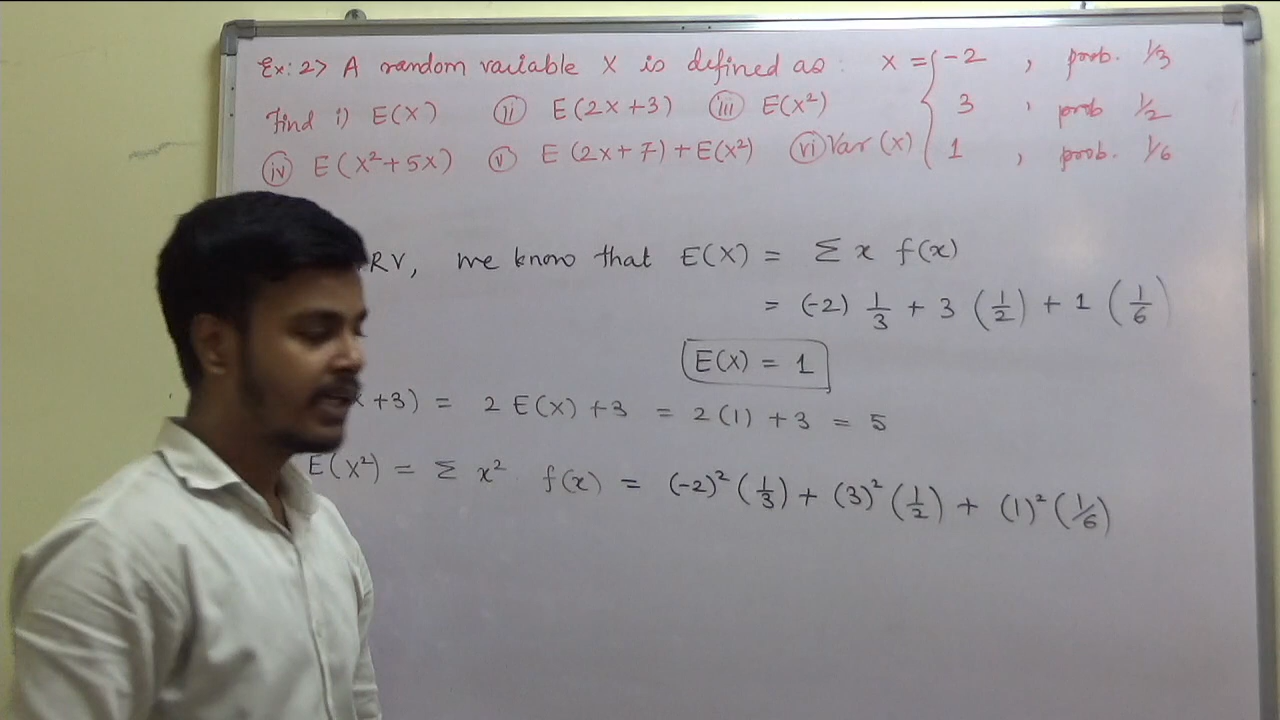 Ex: 2> A random variable X is defined as : X = { -2 , prob. 1/3
Find i) E(X) ii) E(2X+3) iii) E(X²) 3 , prob 1/2
iv) E(X²+5X) v) E(2X+7)+E(X²) vi) Var(X) 1 , prob. 1/6
RV, we know that E(X) = Σ x f(x)
= (-2) 1/3 + 3 (1/2) + 1 (1/6)
E(X) = 1
+3) = 2 E(X) +3 = 2(1) +3 = 5
E(X²) = Σ x² f(x) = (-2)² (1/3) + (3)² (1/2) + (1)² (1/6)